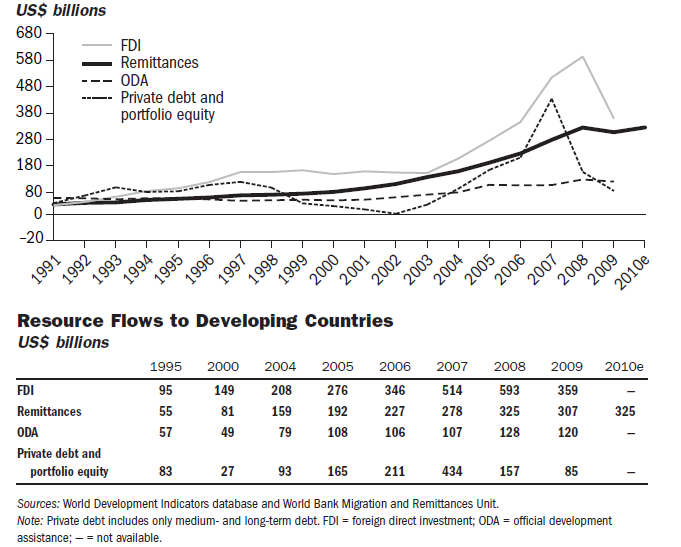 US$ billions
680
580
480
380
280
180
80
0
–20
FDI
Remittances
ODA
Private debt and
portfolio equity
1991 1992 1993 1994 1995 1996 1997 1998 1999 2000 2001 2002 2003 2004 2005 2006 2007 2008 2009 2010e
Resource Flows to Developing Countries
US$ billions
1995 2000 2004 2005 2006 2007 2008 2009 2010e
FDI 95 149 208 276 346 514 593 359 –
Remittances 55 81 159 192 227 278 325 307 325
ODA 57 49 79 108 106 107 128 120 –
Private debt and
portfolio equity 83 27 93 165 211 434 157 85 –
Sources: World Development Indicators database and World Bank Migration and Remittances Unit.
Note: Private debt includes only medium- and long-term debt. FDI = foreign direct investment; ODA = official development
assistance; – = not available.